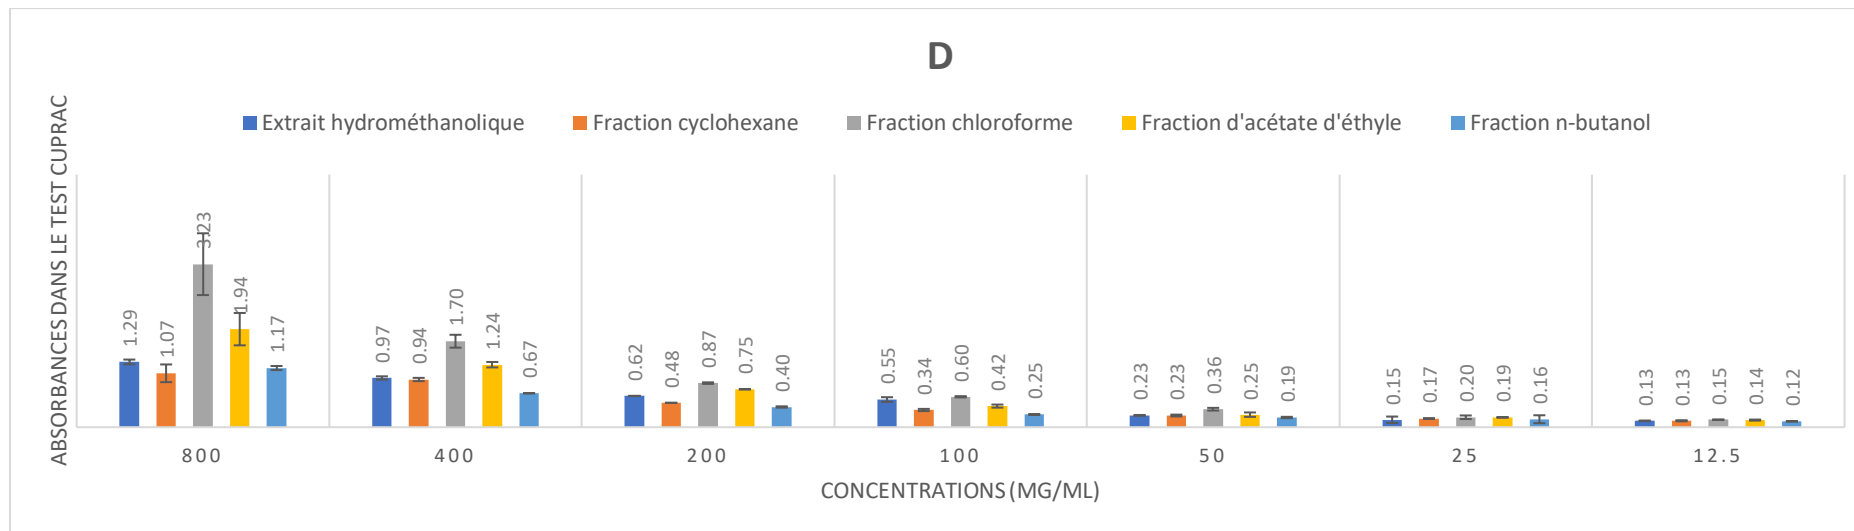 D
Extrait hydrométhanolique Fraction cyclohexane Fraction chloroforme Fraction d'acétate d'éthyle Fraction n-butanol
ABSORBANCES DANS LE TEST CUPRAC
1.29 1.07 3.23 1.94 1.17 0.97 0.94 1.70 1.24 0.67 0.62 0.48 0.87 0.75 0.40 0.55 0.34 0.60 0.42 0.25 0.23 0.23 0.36 0.25 0.19 0.15 0.17 0.20 0.19 0.16 0.13 0.13 0.15 0.14 0.12
800 400 200 100 50 25 12.5
CONCENTRATIONS (MG/ML)